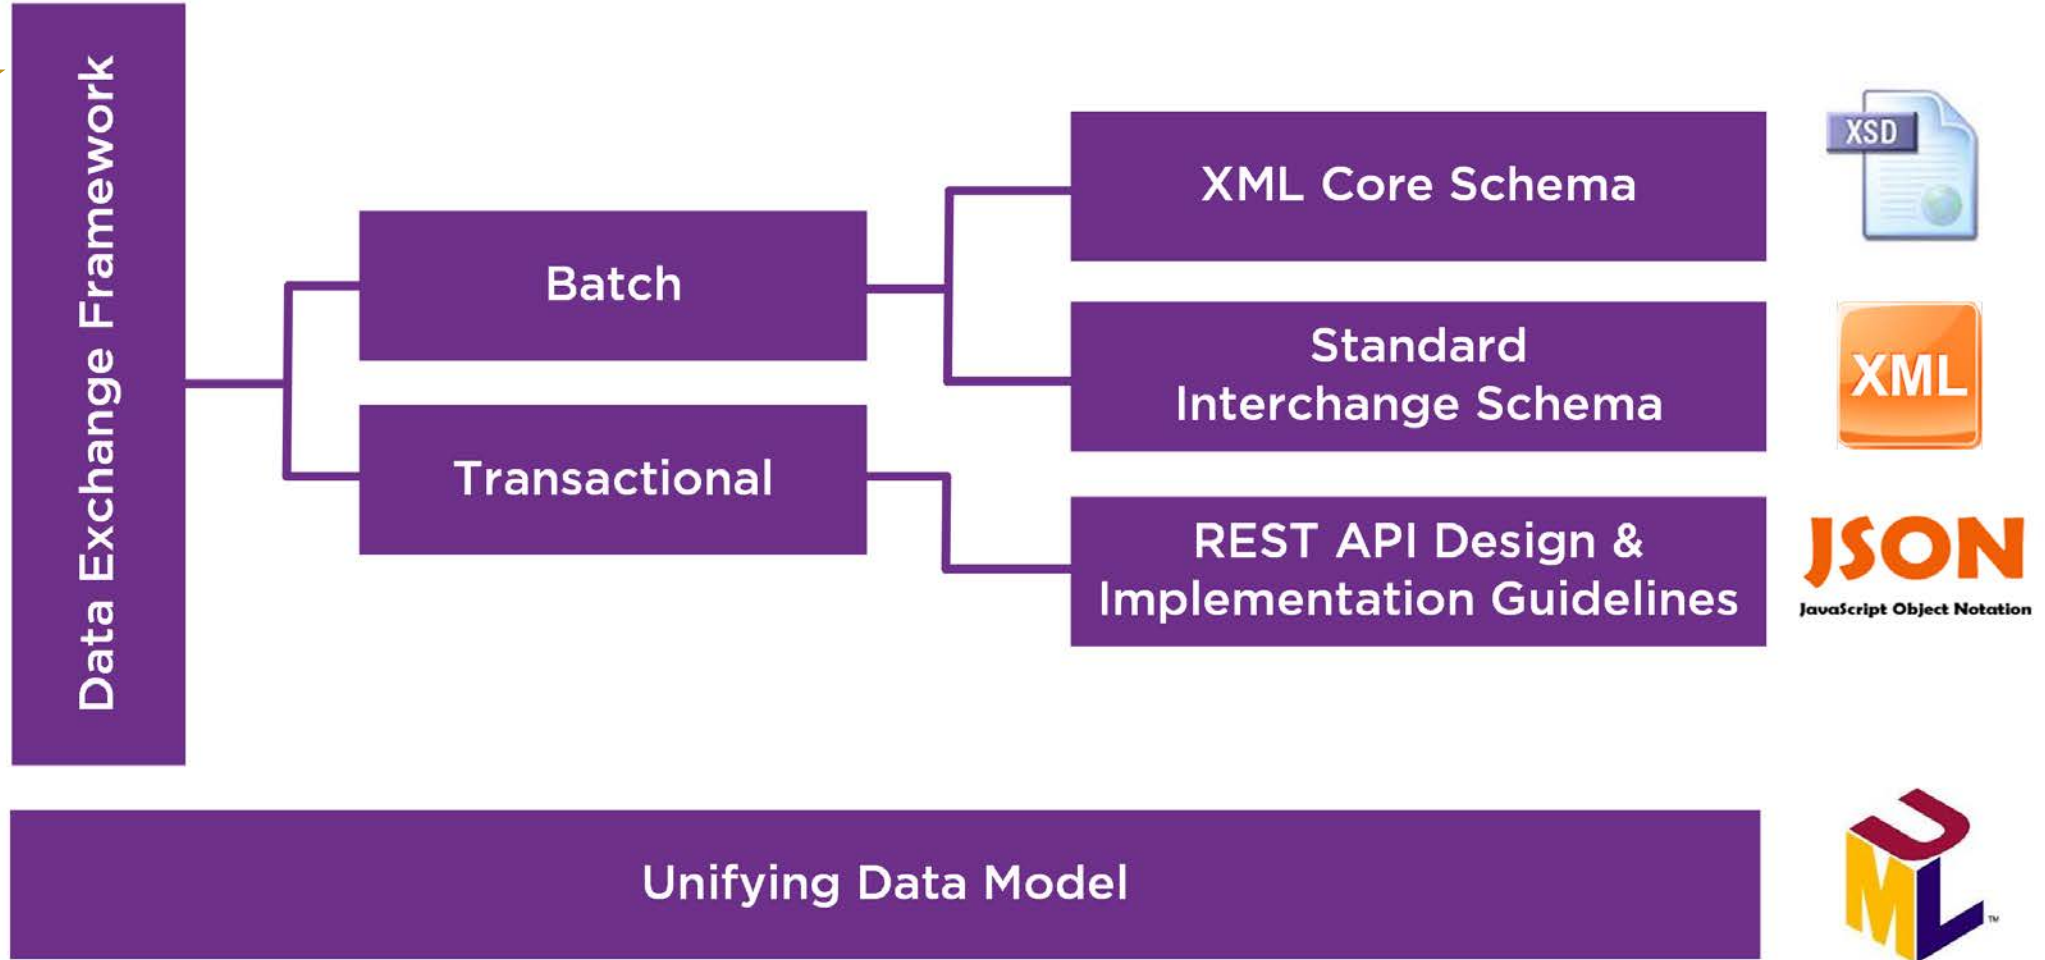 Data Exchange Framework
Batch
Transactional
XML Core Schema
Standard
Interchange Schema
REST API Design &
Implementation Guidelines
XSD
XML
JSON
JavaScript Object Notation
Unifying Data Model
UML
TM